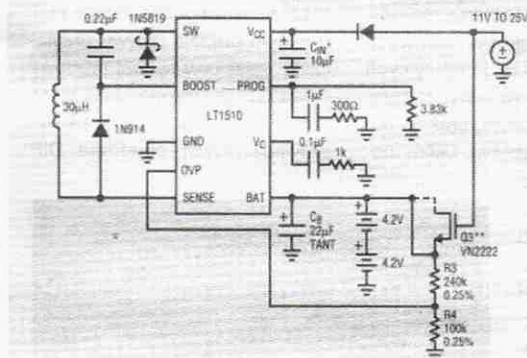 0.22µF
1N5819
11V TO 25V
SW
VCC
CIN*
10µF
BOOST
PROG
1µF
300Ω
3.83k
30µH
LT1510
1N914
GND
VC
0.1µF
1k
OVP
SENSE
BAT
CB
22µF
TANT
4.2V
4.2V
Q3**
VN2222
R3
240k
0.25%
R4
100k
0.25%
+
+
+
+
+